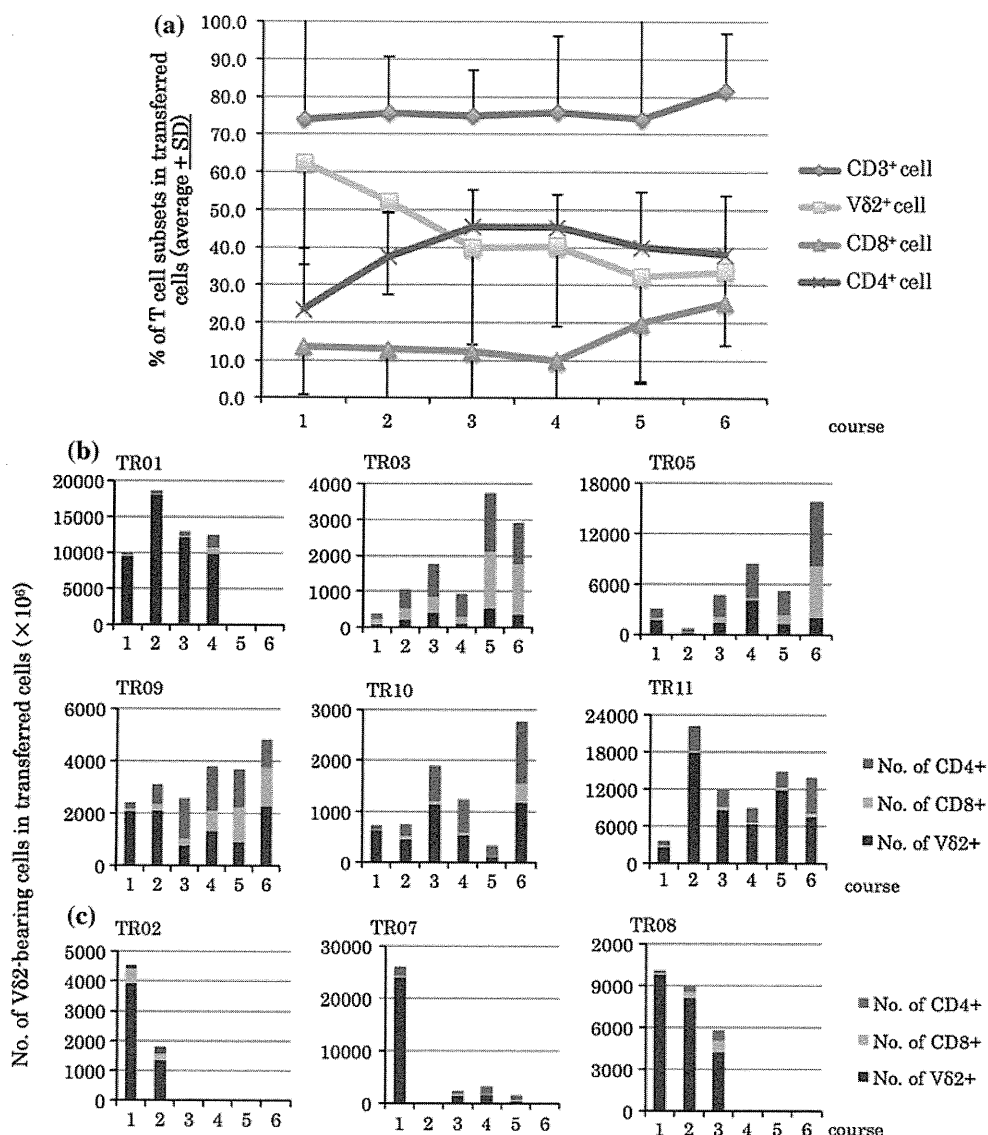 (a)
% of T cell subsets in transferred
cells (average + SD)
100.0
90.0
80.0
70.0
60.0
50.0
40.0
30.0
20.0
10.0
0.0
1 2 3 4 5 6 course
CD3+ cell
Vδ2+ cell
CD8+ cell
CD4+ cell
No. of Vδ2-bearing cells in transferred cells (×10⁶)
(b)
TR01
20000
15000
10000
5000
0
1 2 3 4 5 6
TR03
4000
3000
2000
1000
0
1 2 3 4 5 6
TR05
18000
12000
6000
0
1 2 3 4 5 6
TR09
6000
4000
2000
0
1 2 3 4 5 6
TR10
3000
2000
1000
0
1 2 3 4 5 6
TR11
24000
18000
12000
6000
0
1 2 3 4 5 6 course
No. of CD4+
No. of CD8+
No. of Vδ2+
(c)
TR02
5000
4000
3000
2000
1000
0
1 2 3 4 5 6
TR07
30000
20000
10000
0
1 2 3 4 5 6
TR08
2000
9000
6000
3000
0
1 2 3 4 5 6 course
No. of CD4+
No. of CD8+
No. of Vδ2+